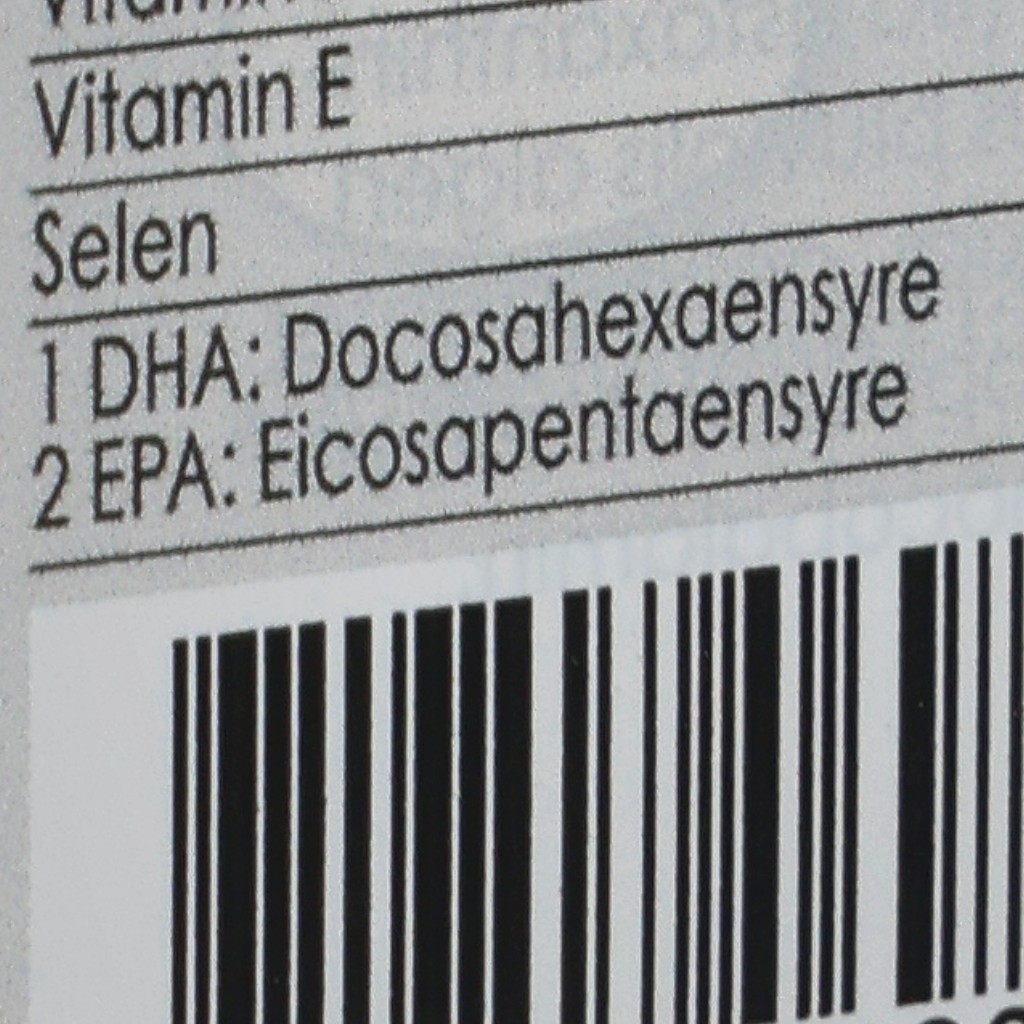 Vitamin E
Selen
1 DHA: Docosahexaensyre
2 EPA: Eicosapentaensyre